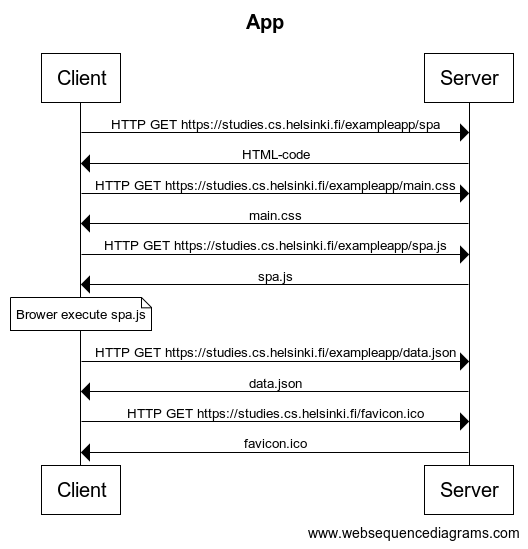 App
Client
Server
HTTP GET https://studies.cs.helsinki.fi/exampleapp/spa
HTML-code
HTTP GET https://studies.cs.helsinki.fi/exampleapp/main.css
main.css
HTTP GET https://studies.cs.helsinki.fi/exampleapp/spa.js
spa.js
Brower execute spa.js
HTTP GET https://studies.cs.helsinki.fi/exampleapp/data.json
data.json
HTTP GET https://studies.cs.helsinki.fi/favicon.ico
favicon.ico
Client
Server
www.websequencediagrams.com